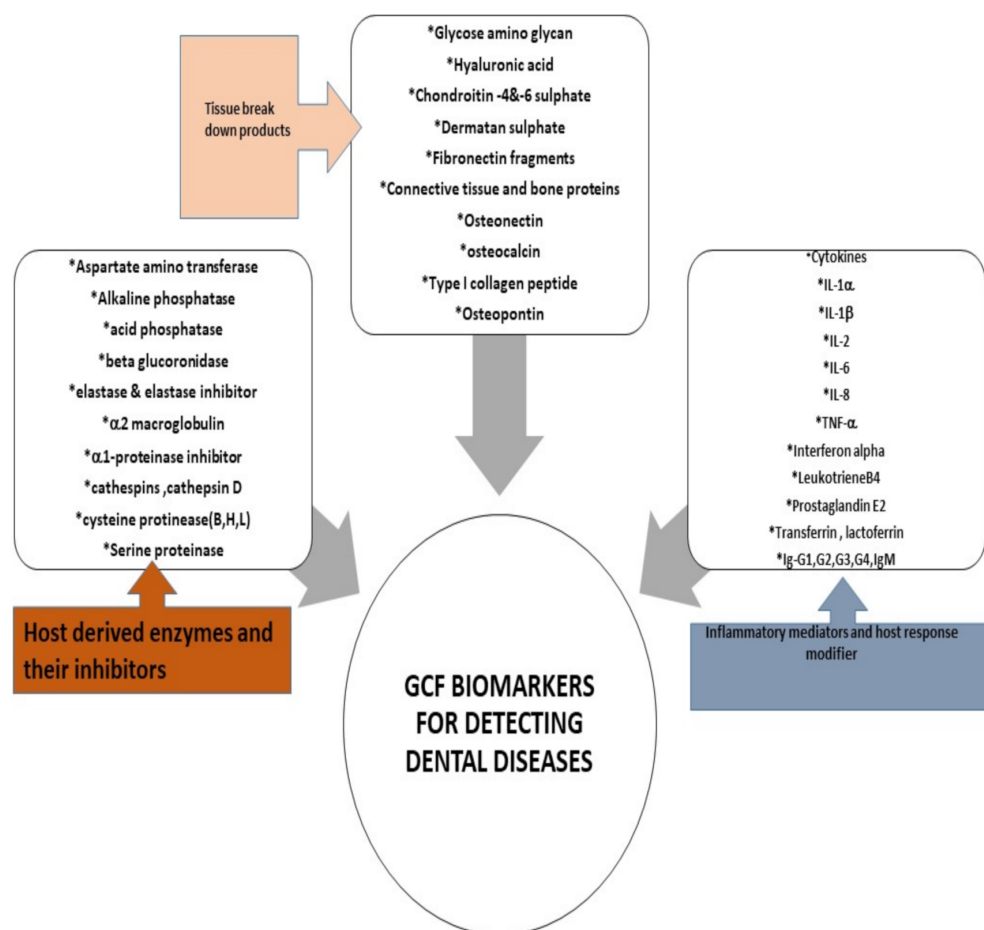 Tissue break
down products
*Glycose amino glycan
*Hyaluronic acid
*Chondroitin -4&-6 sulphate
*Dermatan sulphate
*Fibronectin fragments
*Connective tissue and bone proteins
*Osteonectin
*osteocalcin
*Type I collagen peptide
*Osteopontin
*Aspartate amino transferase
*Alkaline phosphatase
*acid phosphatase
*beta glucoronidase
*elastase & elastase inhibitor
*α2 macroglobulin
*α1-proteinase inhibitor
*cathespins ,cathepsin D
*cysteine protinease(B,H,L)
*Serine proteinase
Host derived enzymes and
their inhibitors
*Cytokines
*IL-1α.
*IL-1β
*IL-2
*IL-6
*IL-8
*TNF-α.
*Interferon alpha
*LeukotrieneB4
*Prostaglandin E2
*Transferrin , lactoferrin
*Ig-G1,G2,G3,G4,IgM
Inflammatory mediators and host response
modifier
GCF BIOMARKERS
FOR DETECTING
DENTAL DISEASES